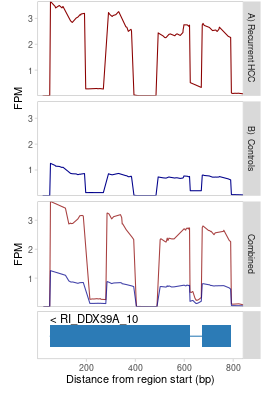 3
2
1
A) Recurrent HCC
3
2
1
B) Controls
3
2
1
Combined
FPM
FPM
< RI_DDX39A_10
200 400 600 800
Distance from region start (bp)